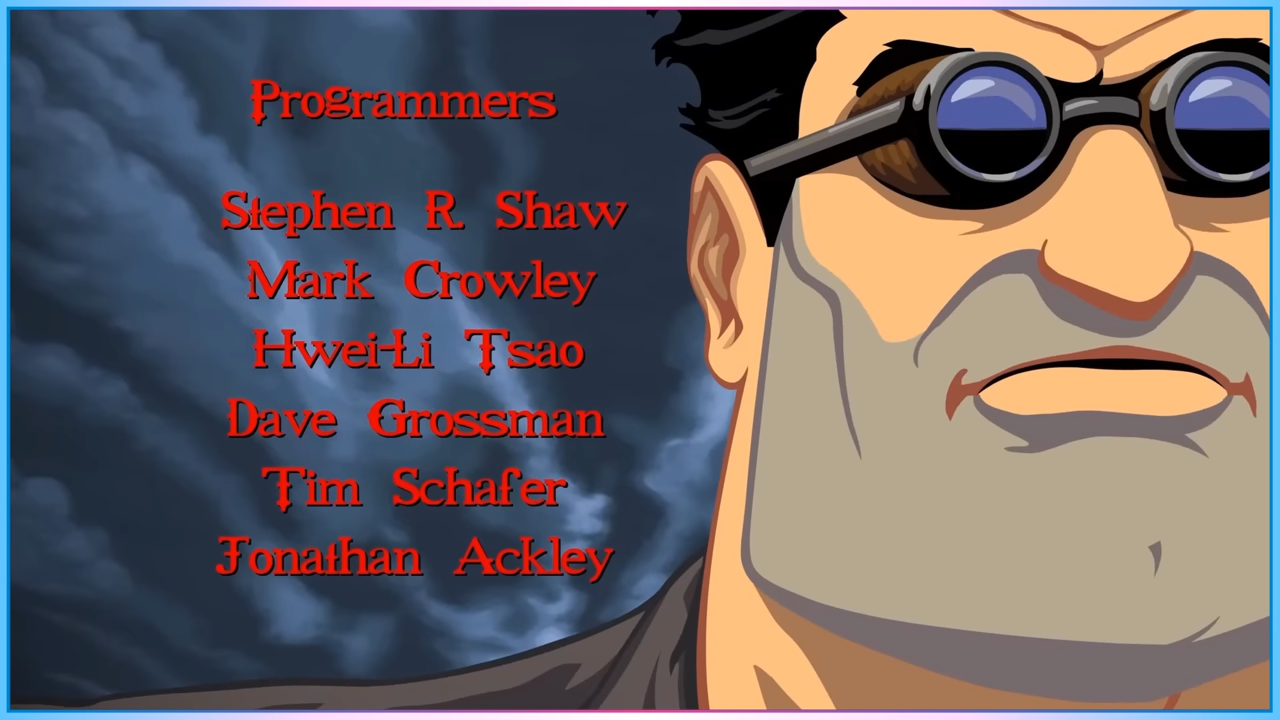 Programmers
Stephen R. Shaw
Mark Crowley
Hwei-Li Tsao
Dave Grossman
Tim Schafer
Jonathan Ackley